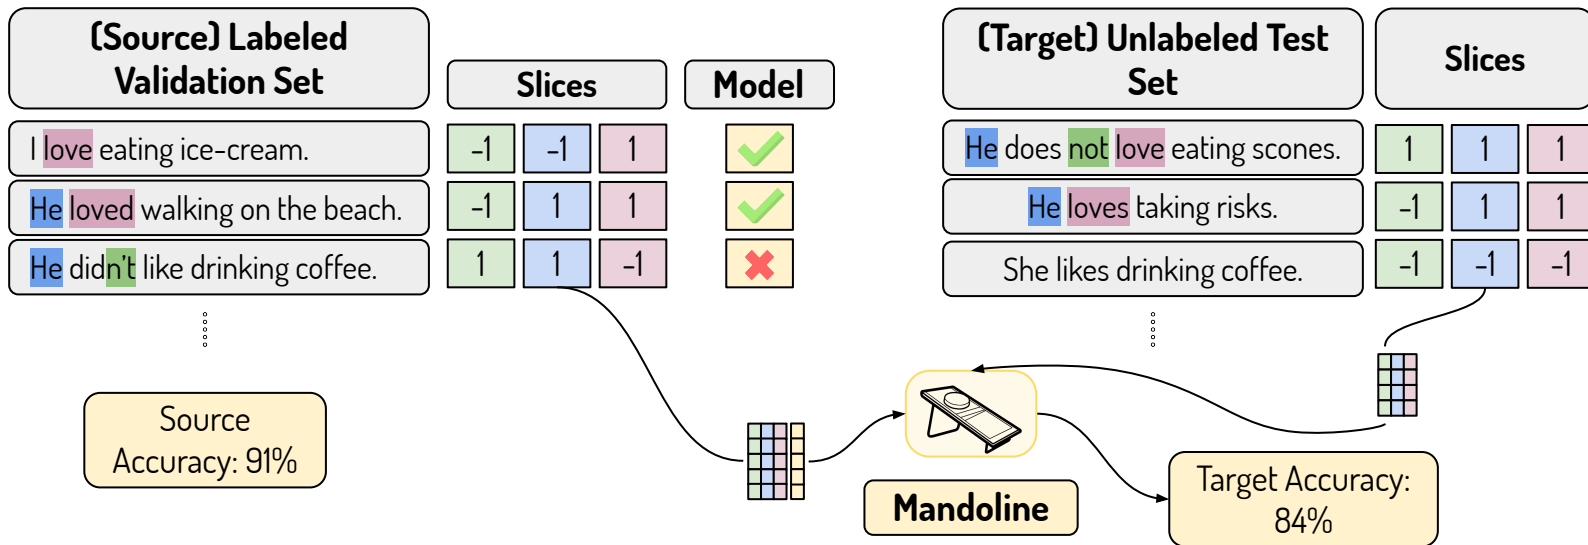 (Source) Labeled
Validation Set
Slices
Model
I love eating ice-cream.
-1 -1 1
He loved walking on the beach.
-1 1 1
He didn't like drinking coffee.
1 1 -1
Source
Accuracy: 91%
(Target) Unlabeled Test
Set
Slices
He does not love eating scones.
1 1 1
He loves taking risks.
-1 1 1
She likes drinking coffee.
-1 -1 -1
Mandoline
Target Accuracy:
84%